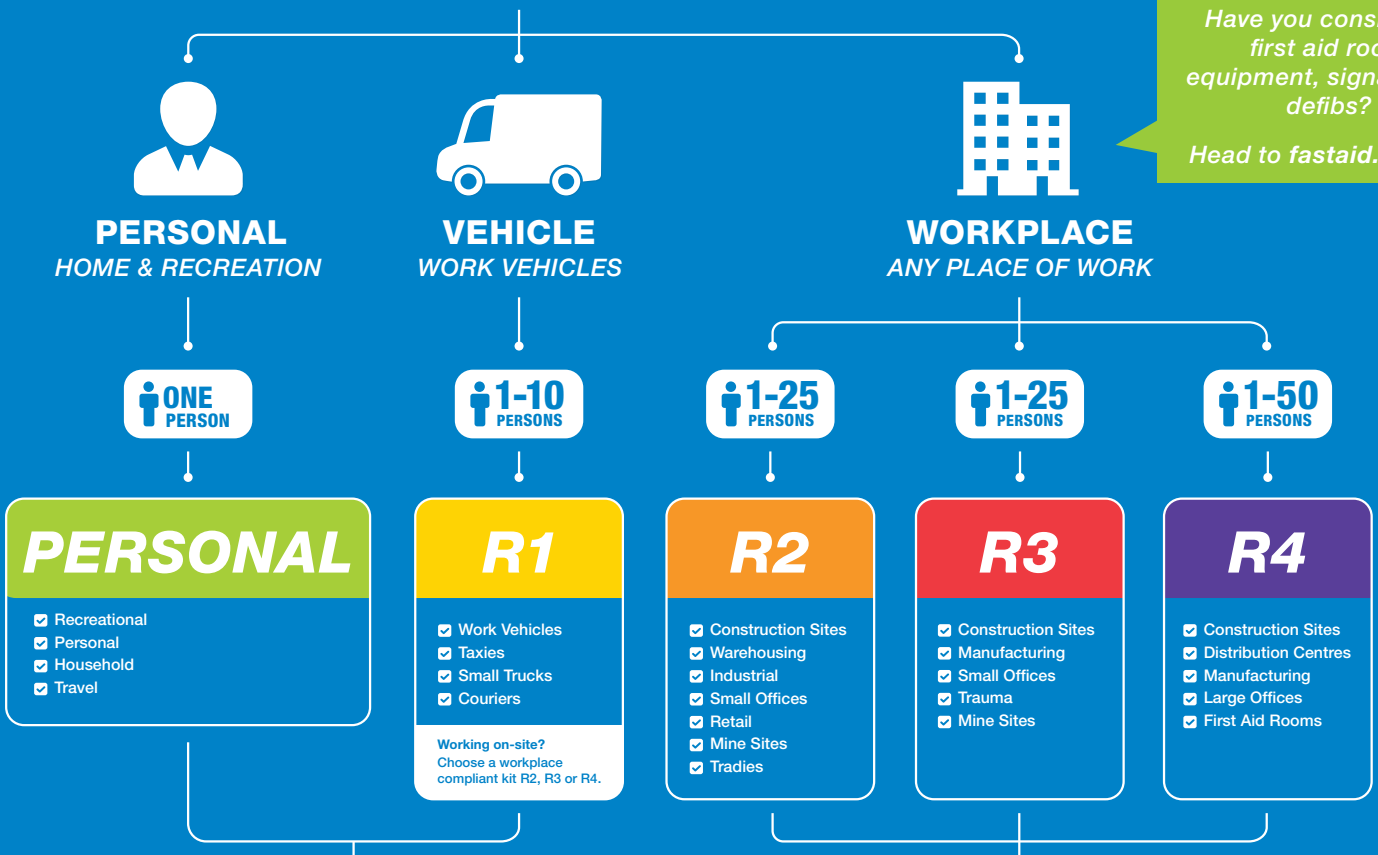 Have you
first aid
equipment,
defibs?
Head to fastaid.
PERSONAL
HOME & RECREATION
VEHICLE
WORK VEHICLES
WORKPLACE
ANY PLACE OF WORK
ONE
PERSON
1-10
PERSONS
1-25
PERSONS
1-25
PERSONS
1-50
PERSONS
PERSONAL
Recreational
Personal
Household
Travel
R1
Work Vehicles
Taxies
Small Trucks
Couriers
Working on-site?
Choose a workplace
compliant kit R2, R3 or R4.
R2
Construction Sites
Warehousing
Industrial
Small Offices
Retail
Mine Sites
Tradies
R3
Construction Sites
Manufacturing
Small Offices
Trauma
Mine Sites
R4
Construction Sites
Distribution Centres
Manufacturing
Large Offices
First Aid Rooms